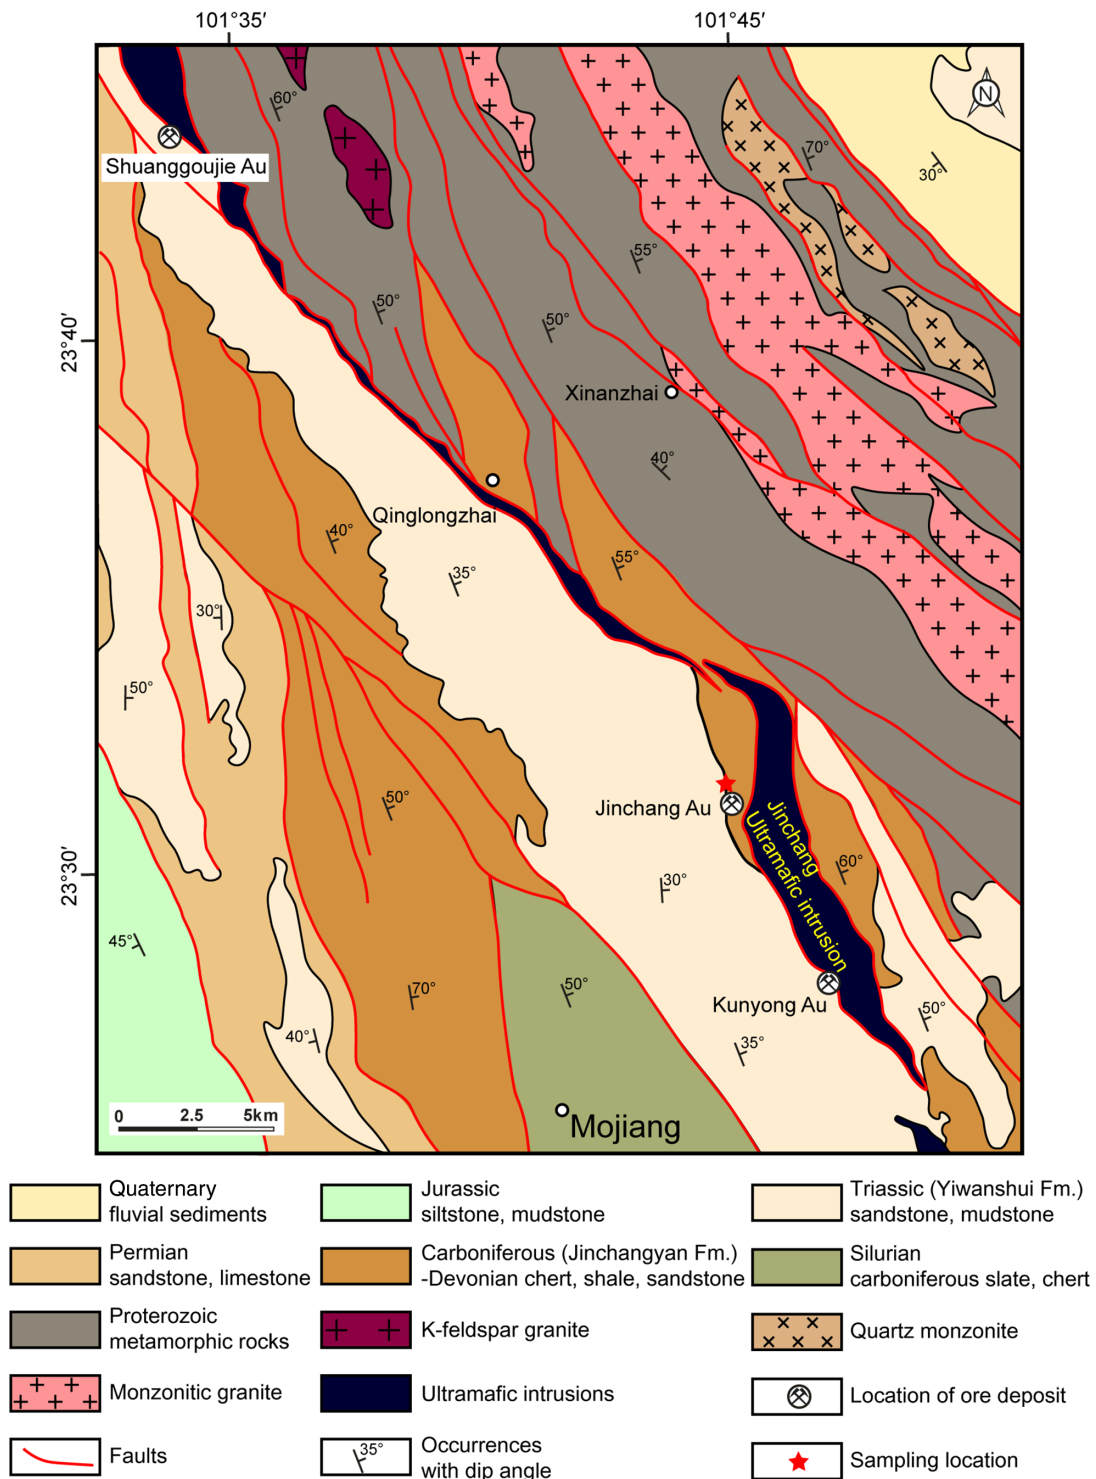 101°35′
101°45′
N
60°
70°
30°
Shuanggoujie Au
55°
50°
50°
23°40′
Xinanzhai
40°
Qinglongzhai
40°
35°
55°
30°
50°
Jinchang Au
50°
Jinchang
Ultramafic intrusion
60°
23°30′
30°
45°
70°
50°
Kunyong Au
50°
40°
35°
0 2.5 5km
Mojiang
Quaternary
fluvial sediments
Jurassic
siltstone, mudstone
Triassic (Yiwanshui Fm.)
sandstone, mudstone
Permian
sandstone, limestone
Carboniferous (Jinchangyan Fm.)
-Devonian chert, shale, sandstone
Silurian
carboniferous slate, chert
Proterozoic
metamorphic rocks
K-feldspar granite
Quartz monzonite
Monzonitic granite
Ultramafic intrusions
Location of ore deposit
Faults
35°
Occurrences
with dip angle
Sampling location